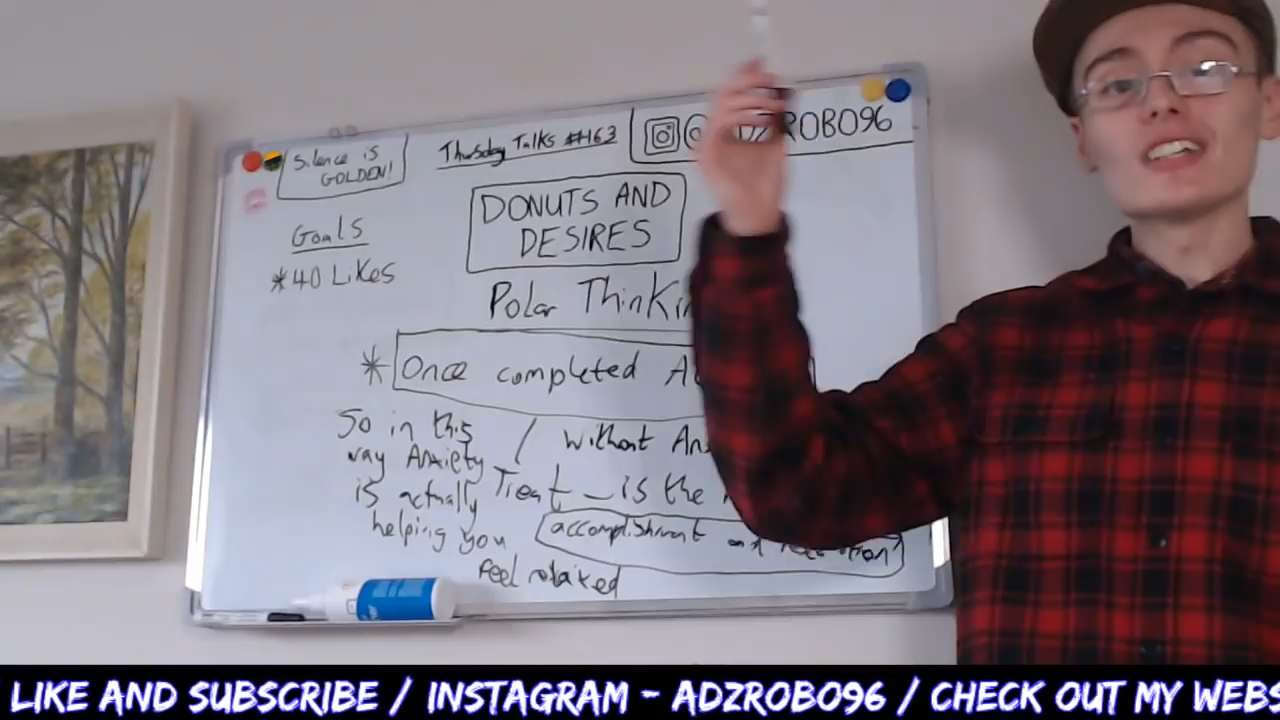 Silence is
GOLDEN!
Thursday Talks #163
ADZROBO96
Goals
*40 Likes
DONUTS AND
DESIRES
Polar Thinkin
* Once completed A
So in this
way Anxiety
is actually
helping you
feel relaxed
/ without An
Treat _ is the
accomplishment and
LIKE AND SUBSCRIBE / INSTAGRAM - ADZROBO96 / CHECK OUT MY WEBS